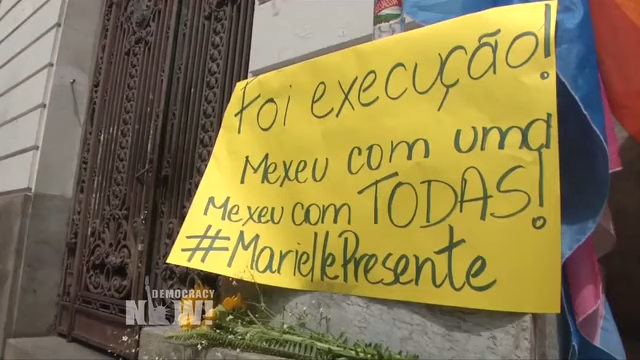 Foi execução!
Mexeu com uma
Mexeu com TODAS!
#MariellePresente
DEMOCRACY
NOW!